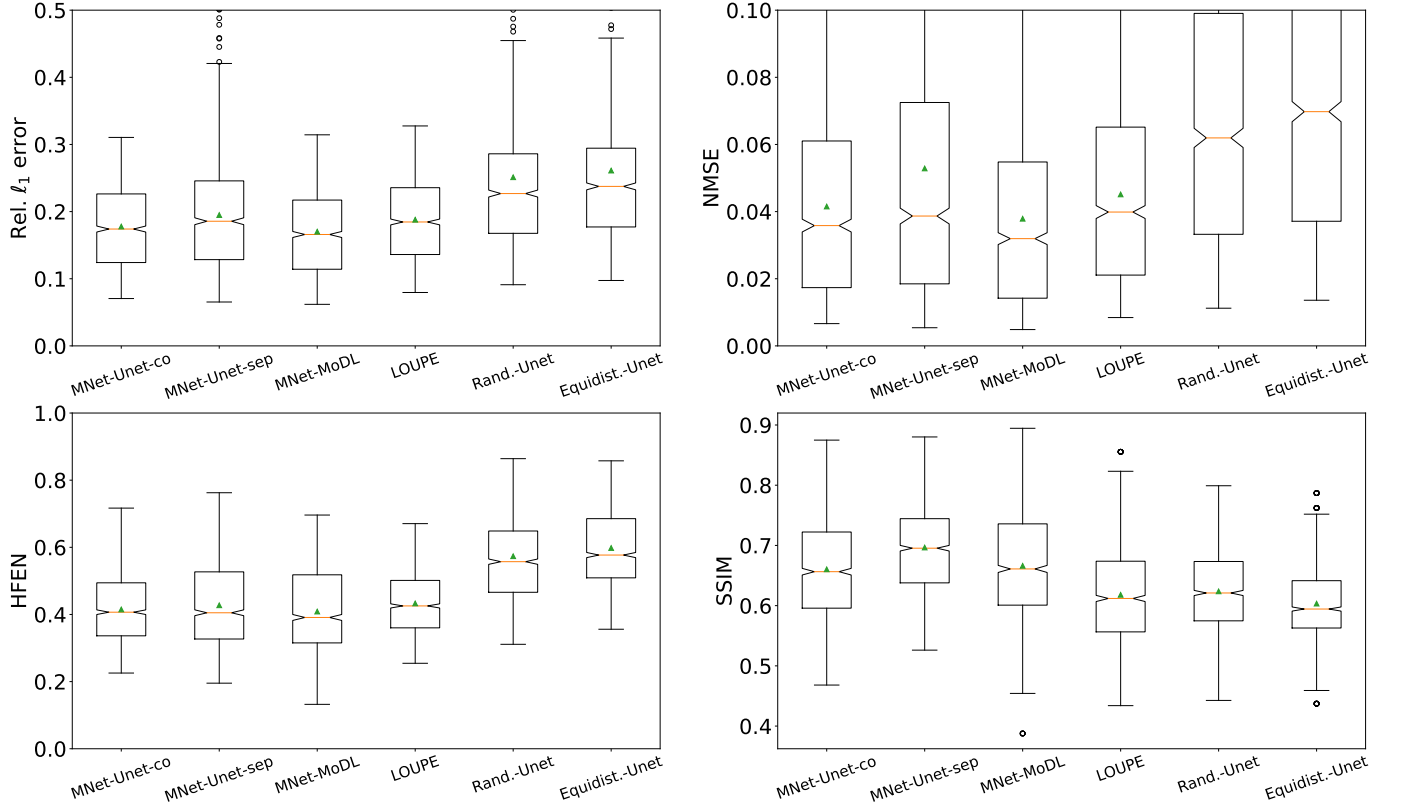 Rel. ℓ1 error
0.5
0.4
0.3
0.2
0.1
0.0
MNet-Unet-co
MNet-Unet-sep
MNet-MoDL
LOUPE
Rand.-Unet
Equidist.-Unet
NMSE
0.10
0.08
0.06
0.04
0.02
0.00
MNet-Unet-co
MNet-Unet-sep
MNet-MoDL
LOUPE
Rand.-Unet
Equidist.-Unet
HFEN
1.0
0.8
0.6
0.4
0.2
0.0
MNet-Unet-co
MNet-Unet-sep
MNet-MoDL
LOUPE
Rand.-Unet
Equidist.-Unet
SSIM
0.9
0.8
0.7
0.6
0.5
0.4
MNet-Unet-co
MNet-Unet-sep
MNet-MoDL
LOUPE
Rand.-Unet
Equidist.-Unet